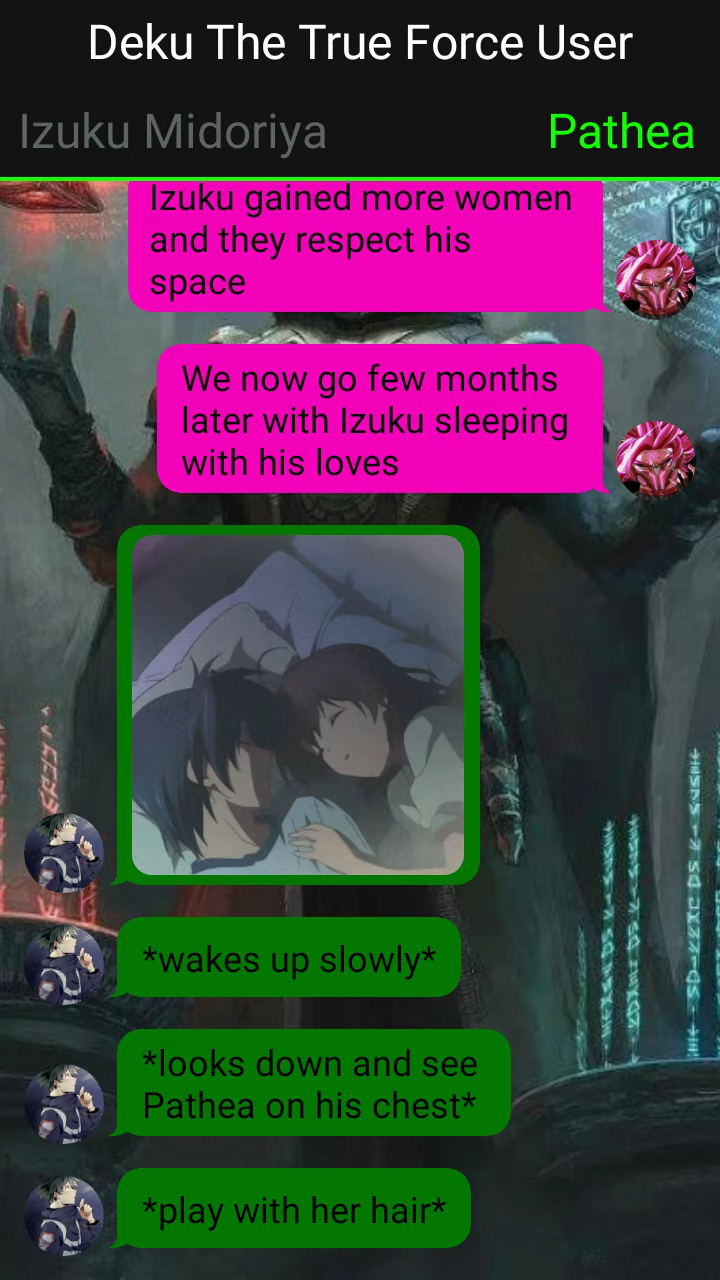 Deku The True Force User
Izuku Midoriya
Pathea
Izuku gained more women
and they respect his
space
We now go few months
later with Izuku sleeping
with his loves
*wakes up slowly*
*looks down and see
Pathea on his chest*
*play with her hair*